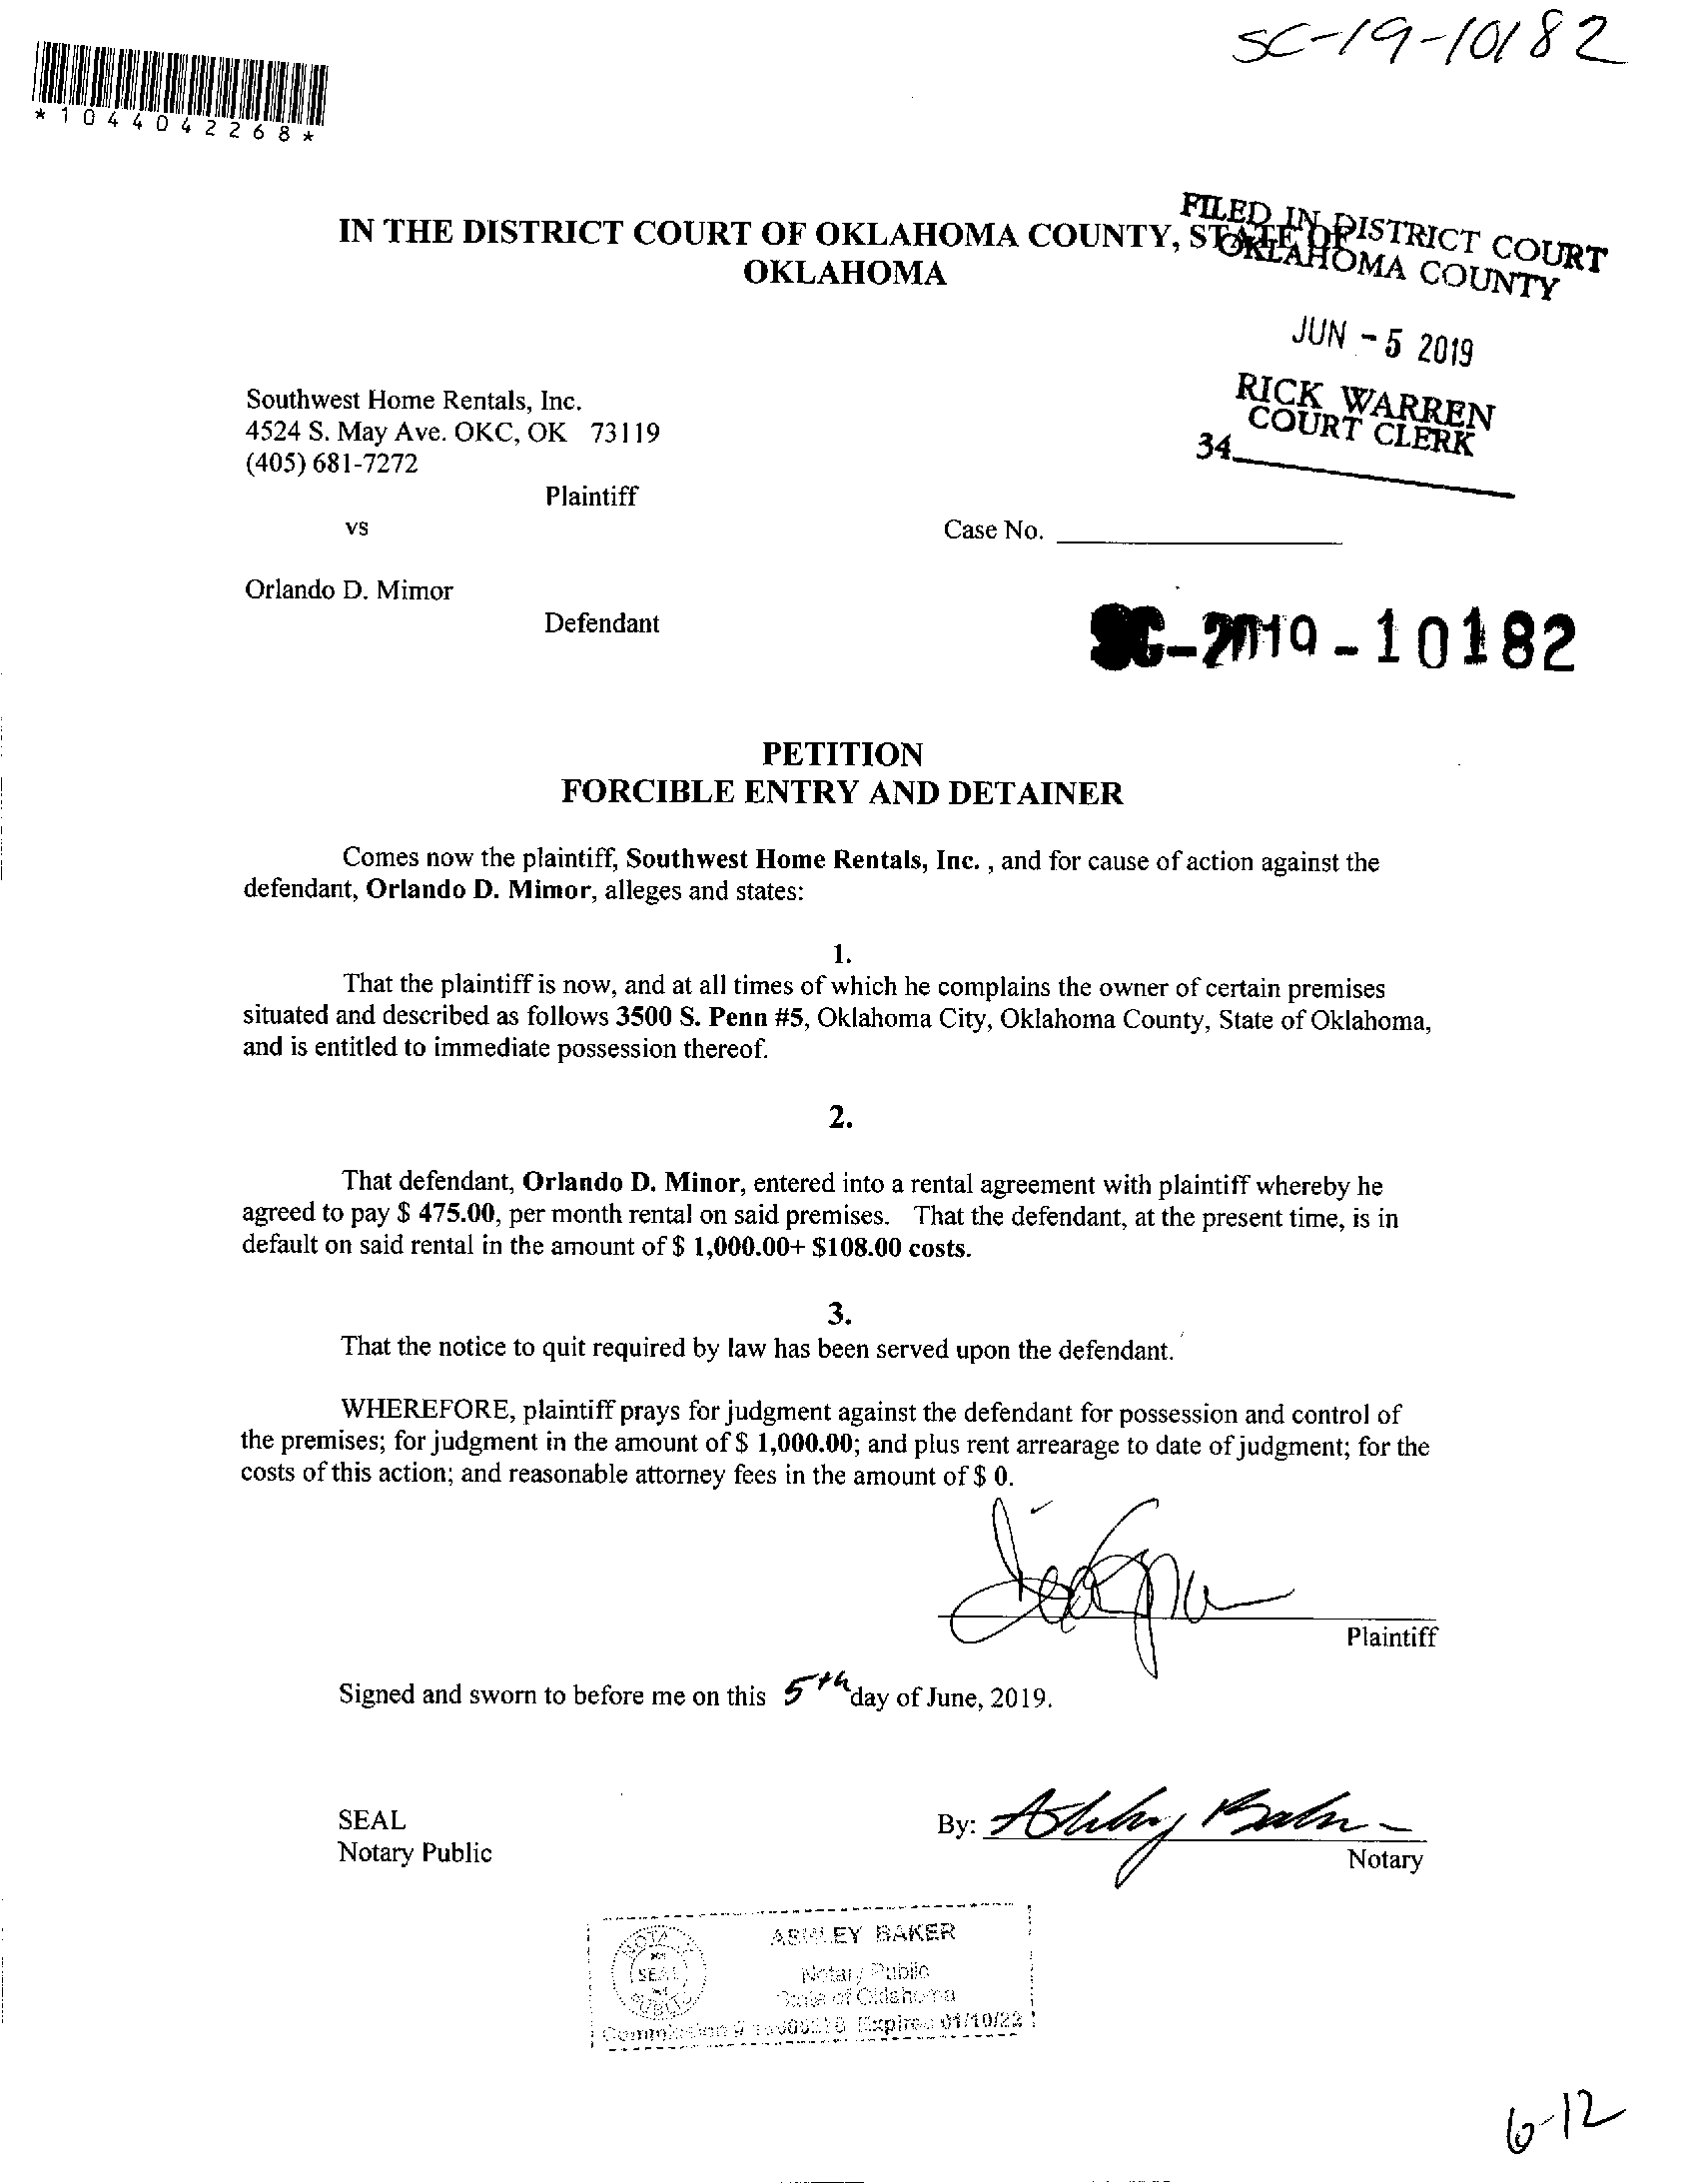 SC-19-10182
*1044042268*
FILED IN DISTRICT COURT
OKLAHOMA COUNTY
IN THE DISTRICT COURT OF OKLAHOMA COUNTY, STATE OF
OKLAHOMA
JUN - 5 2019
RICK WARREN
COURT CLERK
34
Southwest Home Rentals, Inc.
4524 S. May Ave. OKC, OK 73119
(405) 681-7272
Plaintiff
vs
Case No.
Orlando D. Mimor
Defendant
SC-2019-10182
PETITION
FORCIBLE ENTRY AND DETAINER
Comes now the plaintiff, Southwest Home Rentals, Inc. , and for cause of action against the
defendant, Orlando D. Mimor, alleges and states:
1.
That the plaintiff is now, and at all times of which he complains the owner of certain premises
situated and described as follows 3500 S. Penn #5, Oklahoma City, Oklahoma County, State of Oklahoma,
and is entitled to immediate possession thereof.
2.
That defendant, Orlando D. Minor, entered into a rental agreement with plaintiff whereby he
agreed to pay $ 475.00, per month rental on said premises. That the defendant, at the present time, is in
default on said rental in the amount of $ 1,000.00+ $108.00 costs.
3.
That the notice to quit required by law has been served upon the defendant.
WHEREFORE, plaintiff prays for judgment against the defendant for possession and control of
the premises; for judgment in the amount of $ 1,000.00; and plus rent arrearage to date of judgment; for the
costs of this action; and reasonable attorney fees in the amount of $ 0.
Plaintiff
Signed and sworn to before me on this 5th day of June, 2019.
SEAL
Notary Public
By: Ashley Baker
Notary
ASHLEY BAKER
Notary Public
State of Oklahoma
Commission # Expires 01/10/22
NOTARY
SEAL
PUBLIC
6-12